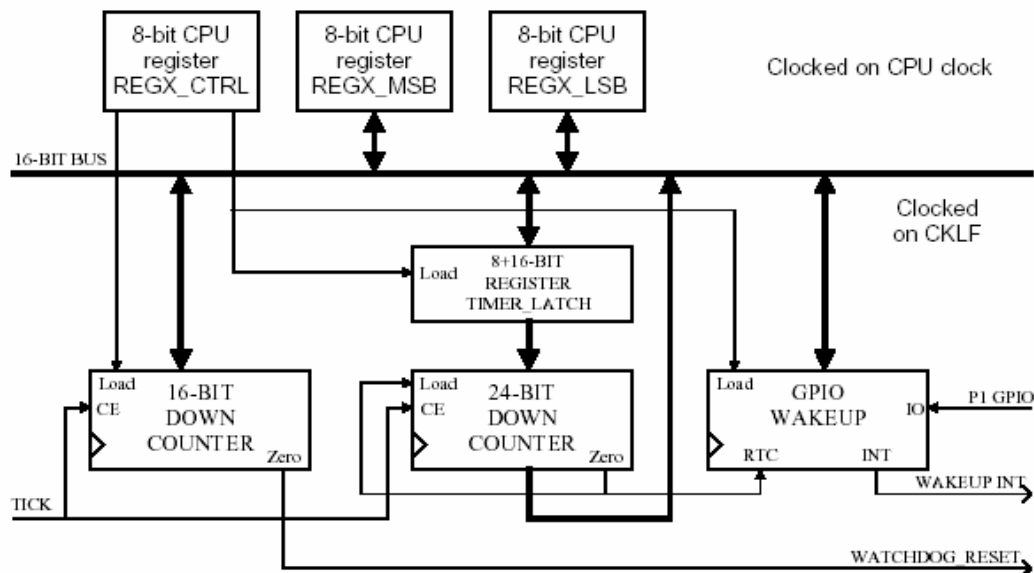 8-bit CPU
register
REGX_CTRL
8-bit CPU
register
REGX_MSB
8-bit CPU
register
REGX_LSB
Clocked on CPU clock
16-BIT BUS
Clocked
on CKLF
Load
8+16-BIT
REGISTER
TIMER_LATCH
Load
CE
16-BIT
DOWN
COUNTER
Zero
Load
CE
24-BIT
DOWN
COUNTER
Zero
Load
GPIO
WAKEUP
IO
RTC
INT
P1 GPIO
WAKEUP INT
TICK
WATCHDOG_RESET